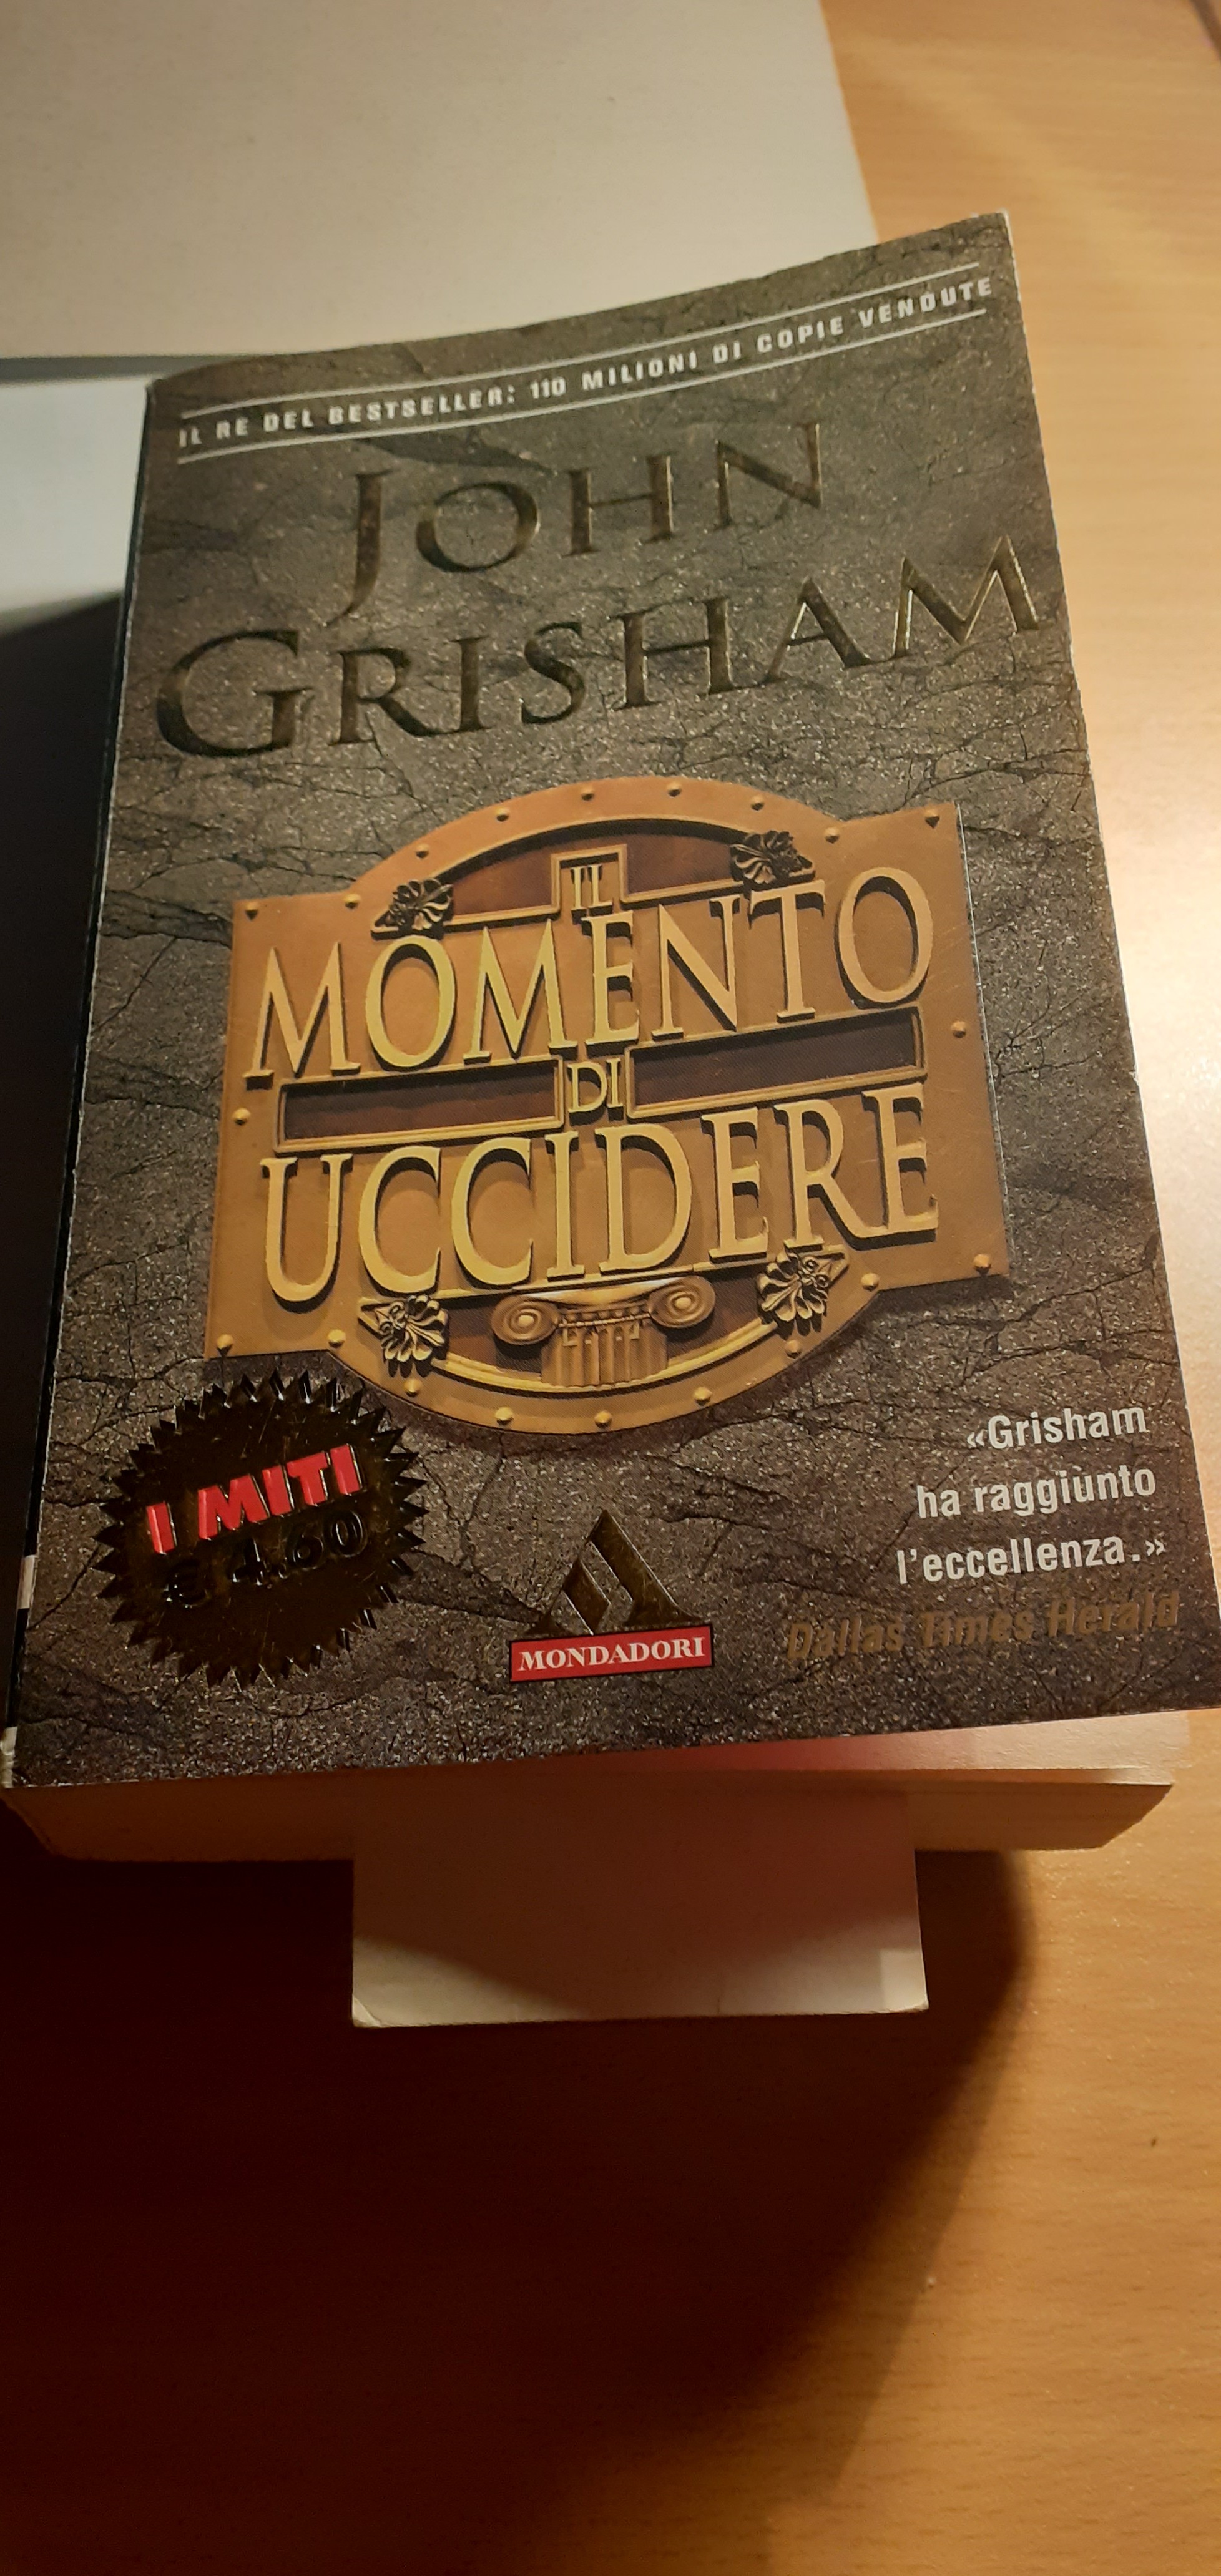 IL RE DEL BESTSELLER: 110 MILIONI DI COPIE VENDUTE
JOHN
GRISHAM
IL
MOMENTO
DI
UCCIDERE
I MITI
€ 4,60
MONDADORI
«Grisham
ha raggiunto
l'eccellenza.»
Dallas Times Herald